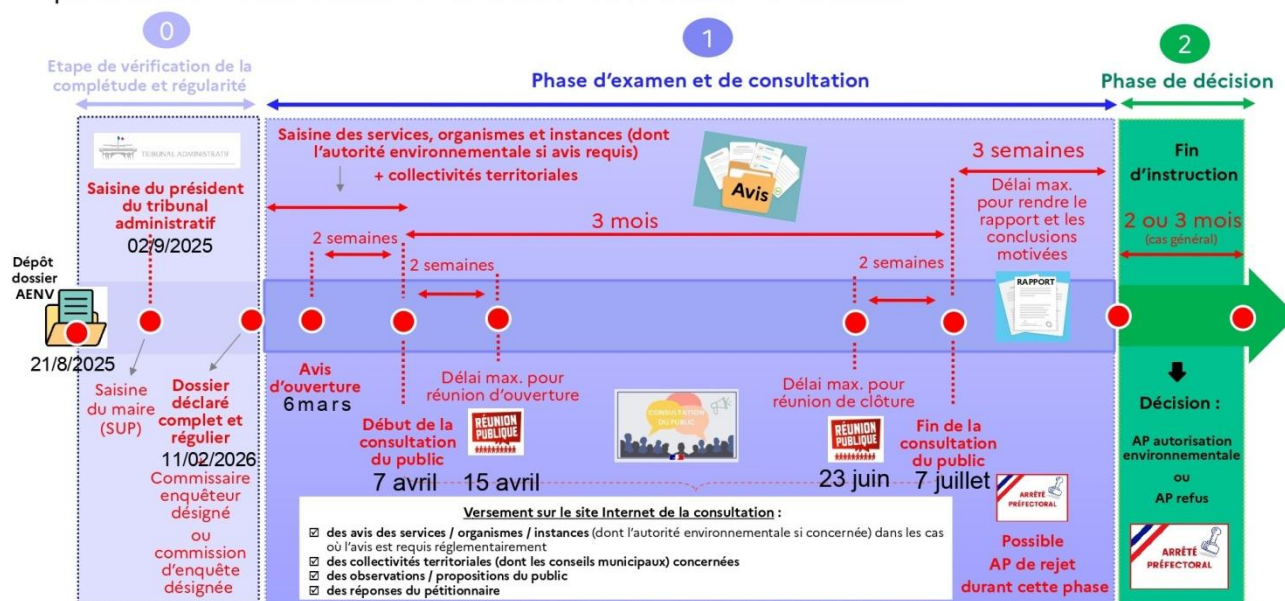 0
Etape de vérification de la
complétude et régularité
1
Phase d'examen et de consultation
2
Phase de décision
TRIBUNAL ADMINISTRATIF
Saisine du président
du tribunal
administratif
02/9/2025
Dépôt
dossier
AENV
21/8/2025
Saisine
du maire
(SUP)
Dossier
déclaré
complet et
régulier
11/02/2026
Commissaire
enquêteur
désigné
ou
commission
d'enquête
désignée
Saisine des services, organismes et instances (dont
l'autorité environnementale si avis requis)
+ collectivités territoriales
Avis
2 semaines
3 mois
2 semaines
2 semaines
3 semaines
Délai max.
pour rendre le
rapport et les
conclusions
motivées
RAPPORT
Avis
d'ouverture
6 mars
Début de la
consultation
du public
7 avril
Délai max. pour
réunion d'ouverture
RÉUNION
PUBLIQUE
15 avril
CONSULTATION
DU PUBLIC
Délai max. pour
réunion de clôture
RÉUNION
PUBLIQUE
23 juin
Fin de la
consultation
du public
7 juillet
ARRÊTÉ
PRÉFECTORAL
Possible
AP de rejet
durant cette phase
Versement sur le site Internet de la consultation :
☑ des avis des services / organismes / instances (dont l'autorité environnementale si concernée) dans les cas
où l'avis est requis réglementairement
☑ des collectivités territoriales (dont les conseils municipaux) concernées
☑ des observations / propositions du public
☑ des réponses du pétitionnaire
Fin
d'instruction
2 ou 3 mois
(cas général)
Décision :
AP autorisation
environnementale
ou
AP refus
ARRÊTÉ
PRÉFECTORAL